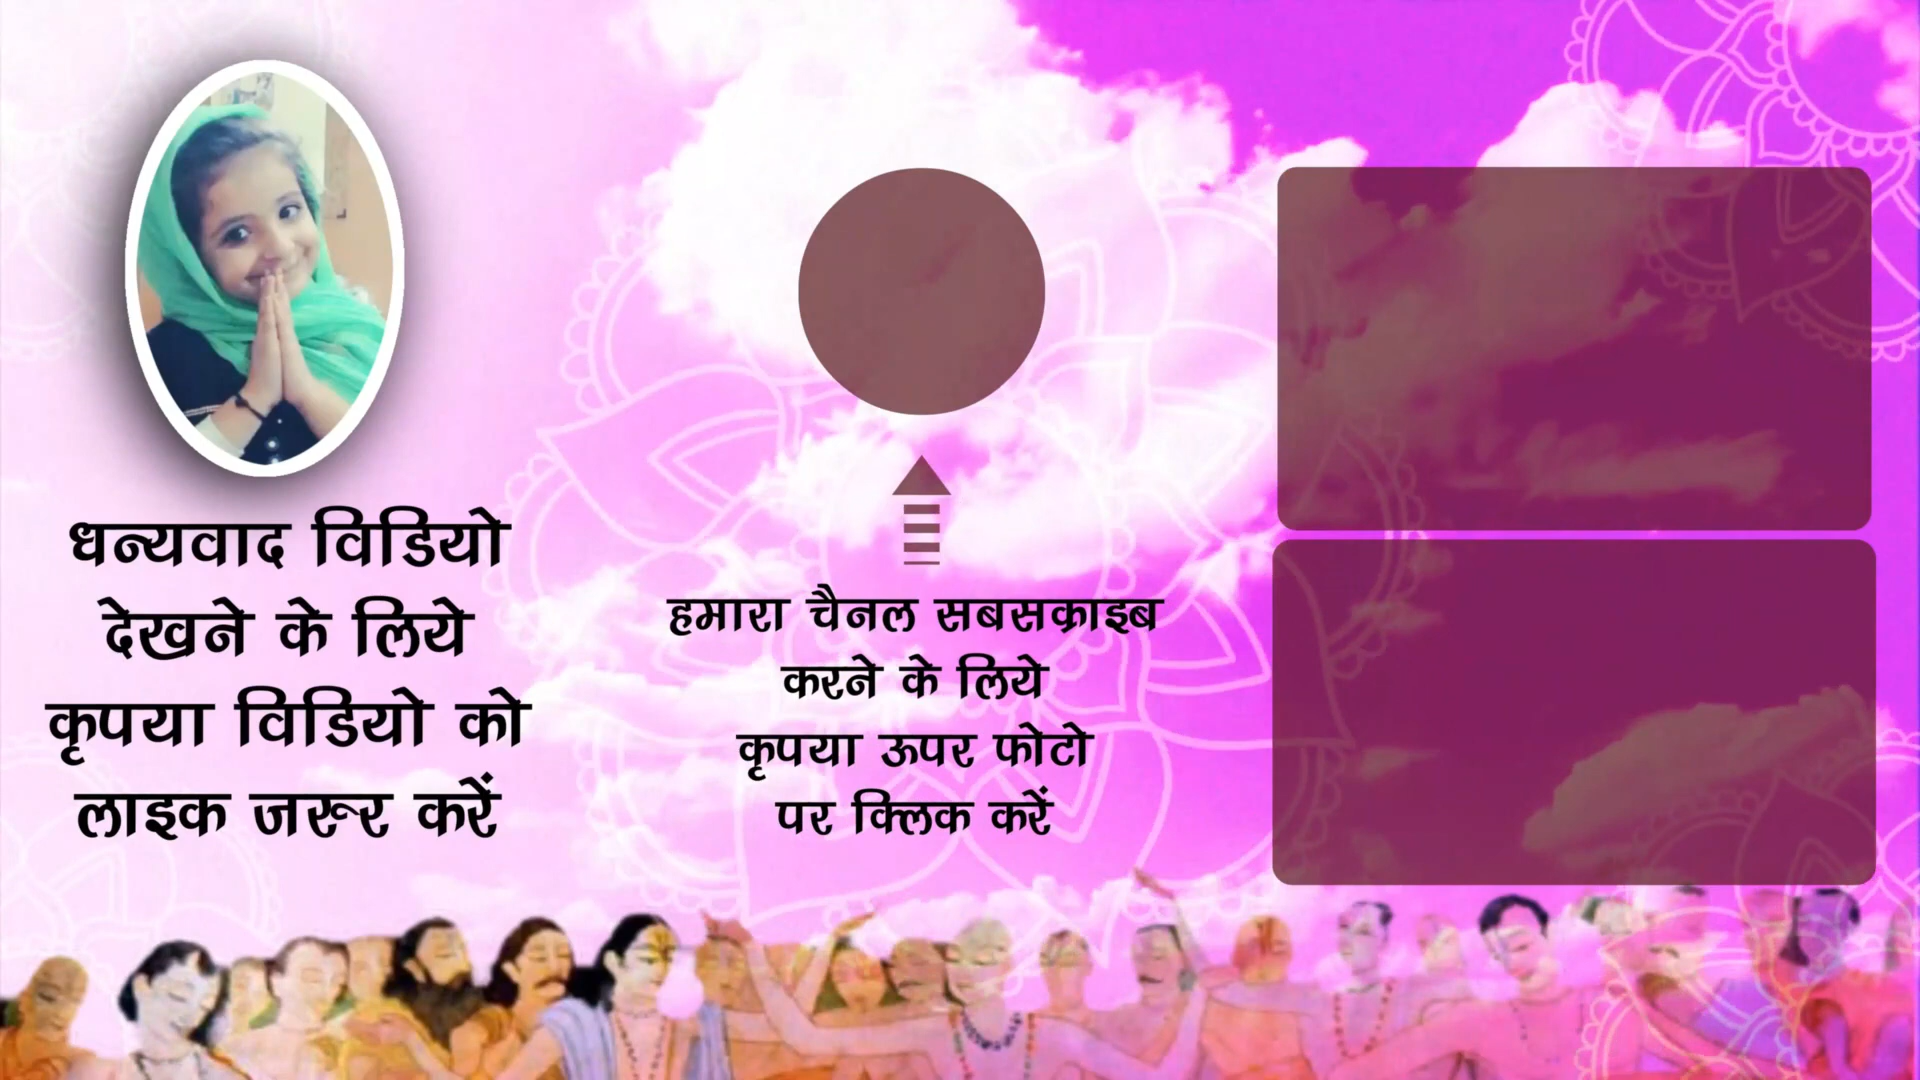 धन्यवाद विडियो
देखने के लिये
कृपया विडियो को
लाइक जरूर करें
हमारा चैनल सबसक्राइब
करने के लिये
कृपया ऊपर फोटो
पर क्लिक करें